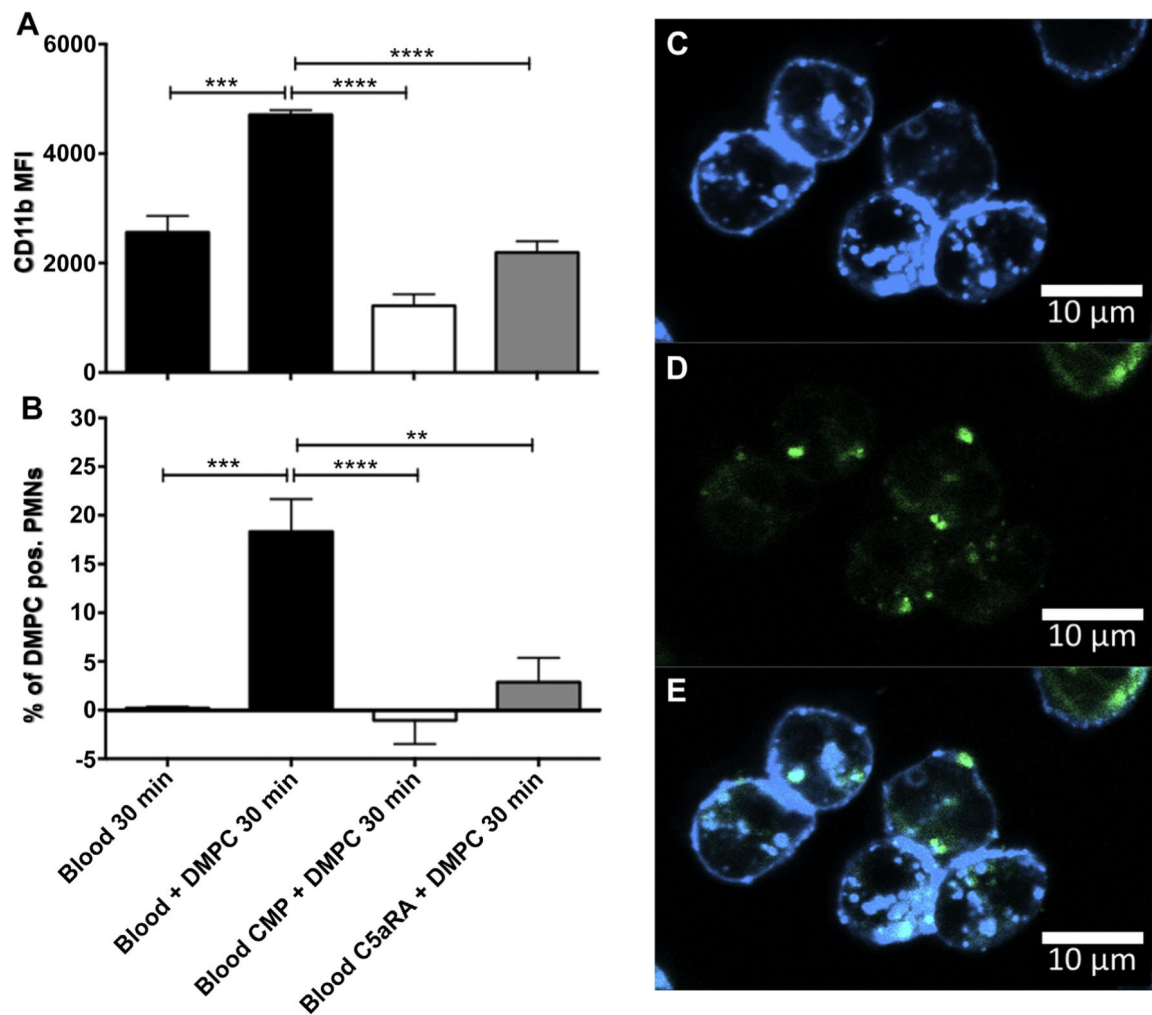 A
6000
4000
2000
0
CD11b MFI
***
****
****
B
30
25
20
15
10
5
0
-5
% of DMPC pos. PMNs
***
****
**
Blood 30 min
Blood + DMPC 30 min
Blood CMP + DMPC 30 min
Blood C5aRA + DMPC 30 min
C
10 µm
D
10 µm
E
10 µm